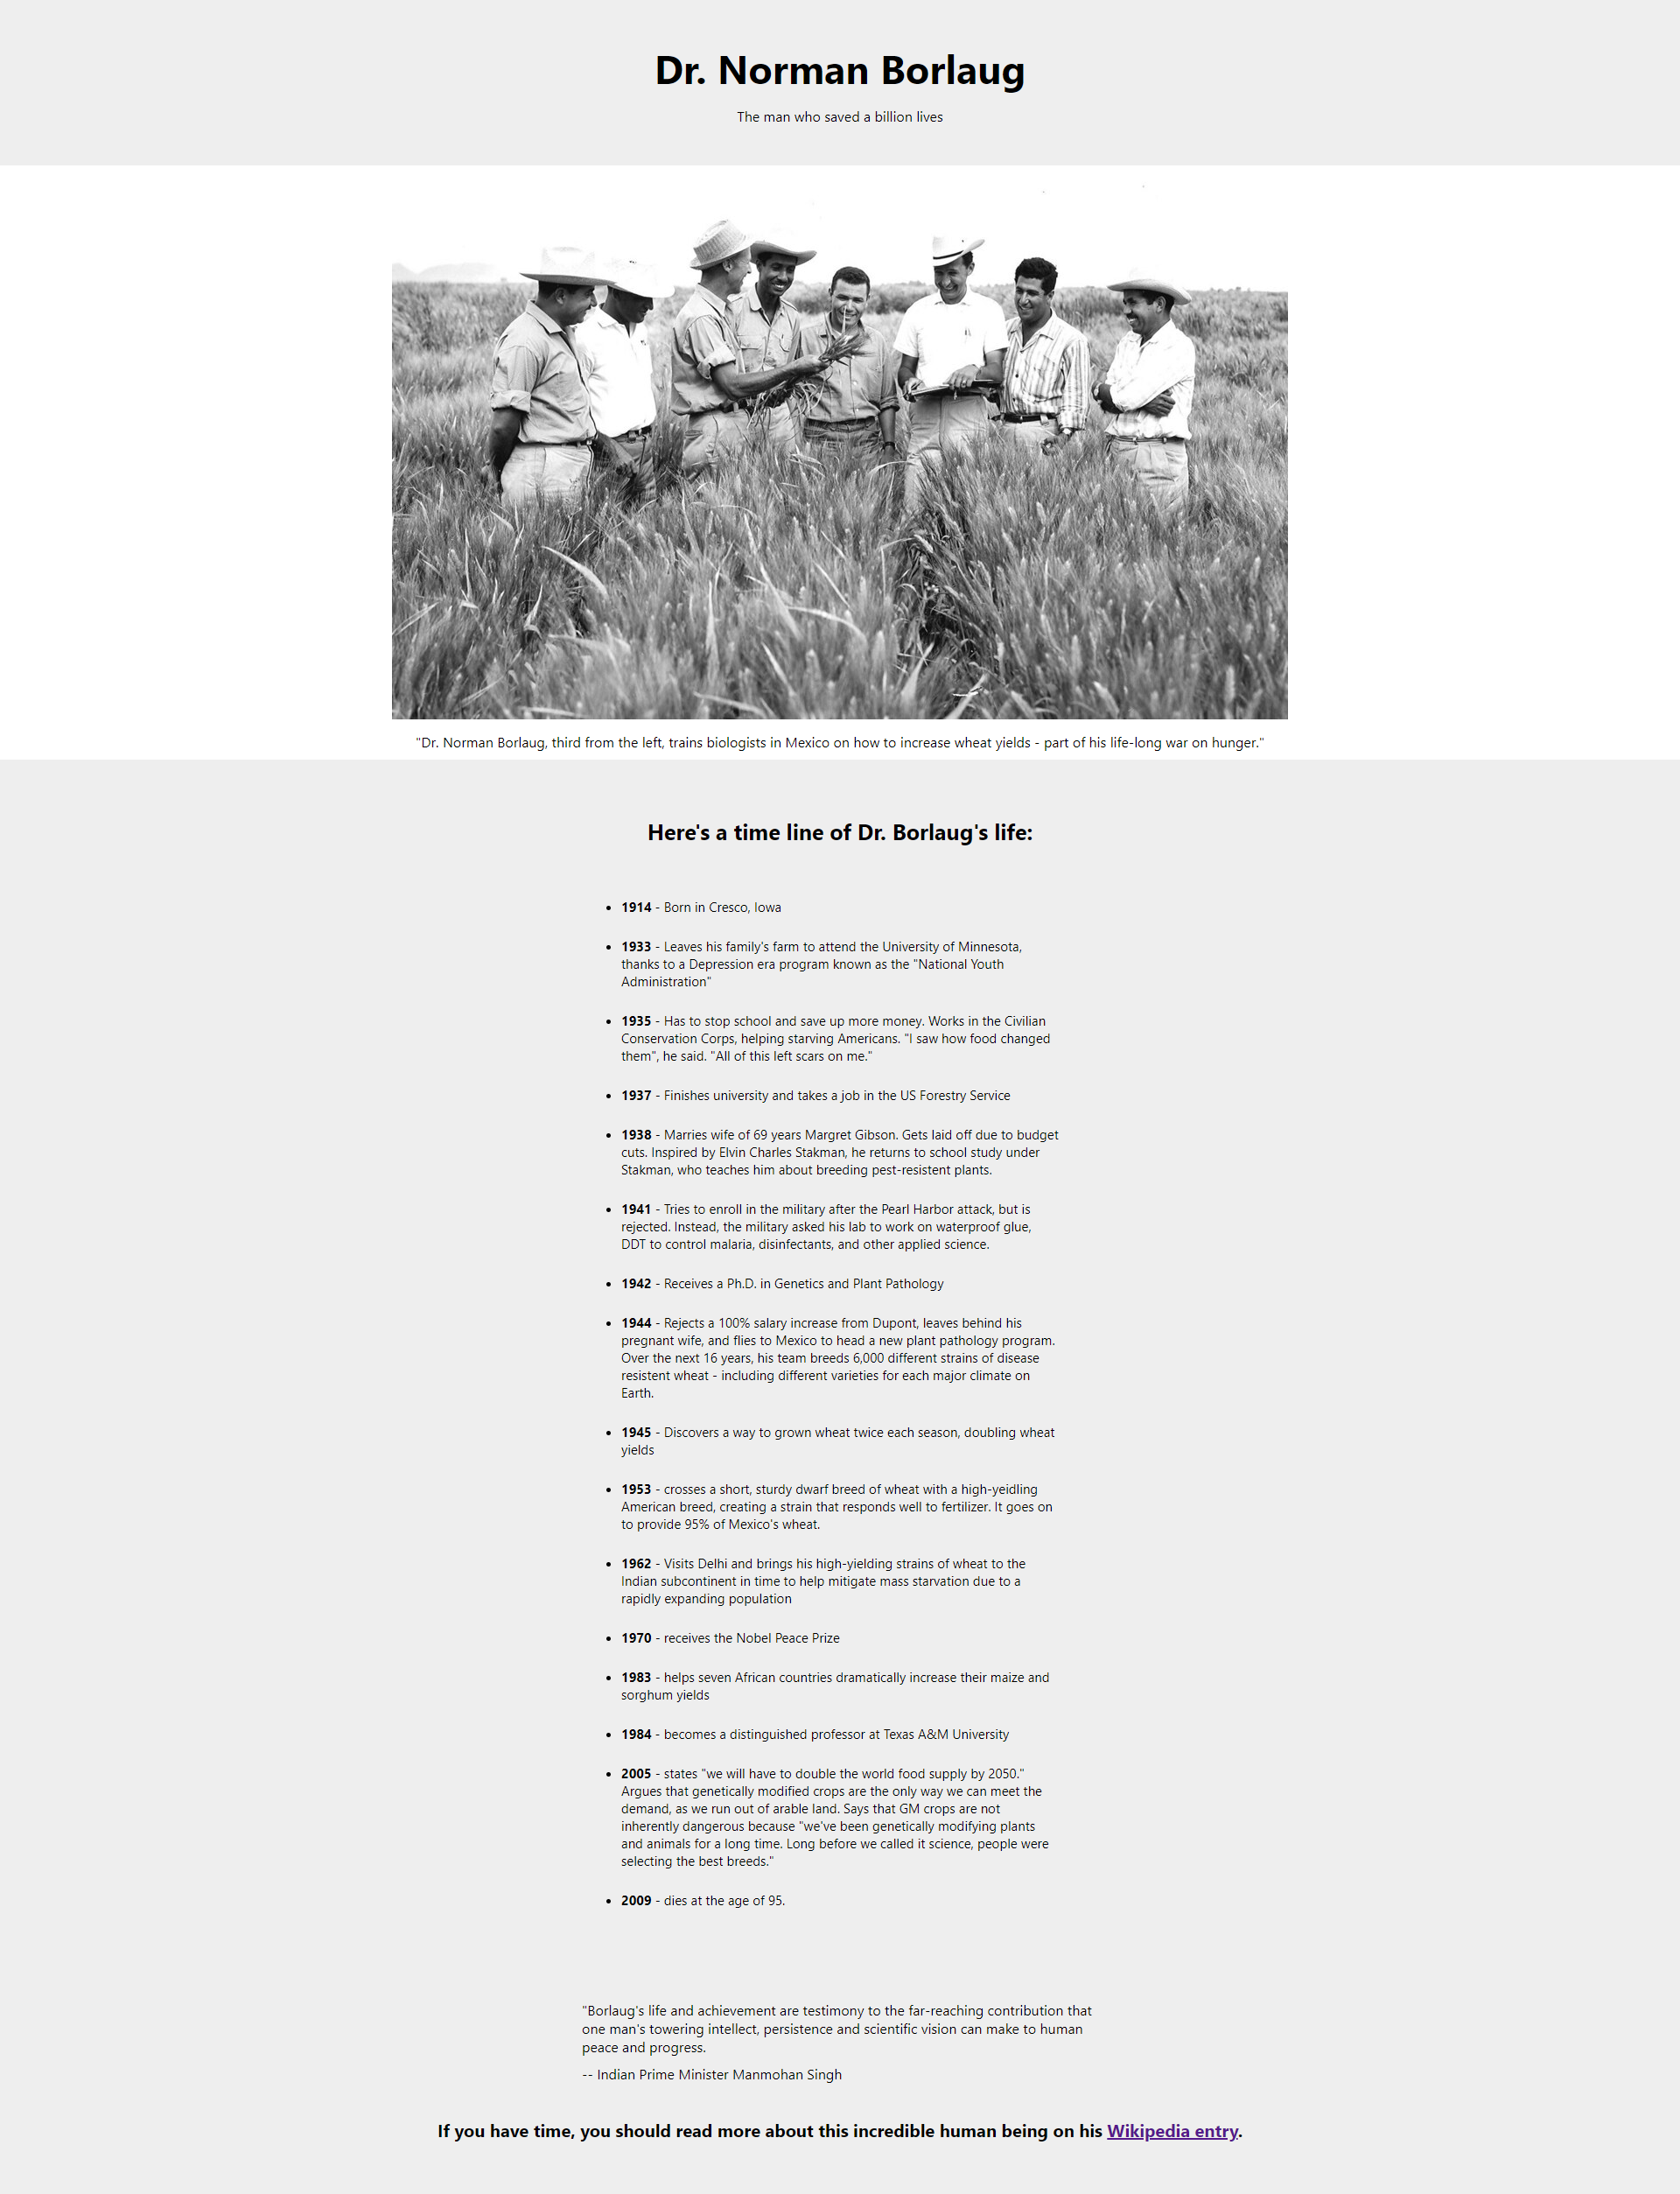 Dr. Norman Borlaug
The man who saved a billion lives
"Dr. Norman Borlaug, third from the left, trains biologists in Mexico on how to increase wheat yields - part of his life-long war on hunger."
Here's a time line of Dr. Borlaug's life:
• 1914 - Born in Cresco, Iowa
• 1933 - Leaves his family's farm to attend the University of Minnesota,
thanks to a Depression era program known as the "National Youth
Administration"
• 1935 - Has to stop school and save up more money. Works in the Civilian
Conservation Corps, helping starving Americans. "I saw how food changed
them", he said. "All of this left scars on me."
• 1937 - Finishes university and takes a job in the US Forestry Service
• 1938 - Marries wife of 69 years Margret Gibson. Gets laid off due to budget
cuts. Inspired by Elvin Charles Stakman, he returns to school study under
Stakman, who teaches him about breeding pest-resistent plants.
• 1941 - Tries to enroll in the military after the Pearl Harbor attack, but is
rejected. Instead, the military asked his lab to work on waterproof glue,
DDT to control malaria, disinfectants, and other applied science.
• 1942 - Receives a Ph.D. in Genetics and Plant Pathology
• 1944 - Rejects a 100% salary increase from Dupont, leaves behind his
pregnant wife, and flies to Mexico to head a new plant pathology program.
Over the next 16 years, his team breeds 6,000 different strains of disease
resistent wheat - including different varieties for each major climate on
Earth.
• 1945 - Discovers a way to grown wheat twice each season, doubling wheat
yields
• 1953 - crosses a short, sturdy dwarf breed of wheat with a high-yeidling
American breed, creating a strain that responds well to fertilizer. It goes on
to provide 95% of Mexico's wheat.
• 1962 - Visits Delhi and brings his high-yielding strains of wheat to the
Indian subcontinent in time to help mitigate mass starvation due to a
rapidly expanding population
• 1970 - receives the Nobel Peace Prize
• 1983 - helps seven African countries dramatically increase their maize and
sorghum yields
• 1984 - becomes a distinguished professor at Texas A&M University
• 2005 - states "we will have to double the world food supply by 2050."
Argues that genetically modified crops are the only way we can meet the
demand, as we run out of arable land. Says that GM crops are not
inherently dangerous because "we've been genetically modifying plants
and animals for a long time. Long before we called it science, people were
selecting the best breeds."
• 2009 - dies at the age of 95.
"Borlaug's life and achievement are testimony to the far-reaching contribution that
one man's towering intellect, persistence and scientific vision can make to human
peace and progress.
-- Indian Prime Minister Manmohan Singh
If you have time, you should read more about this incredible human being on his Wikipedia entry.